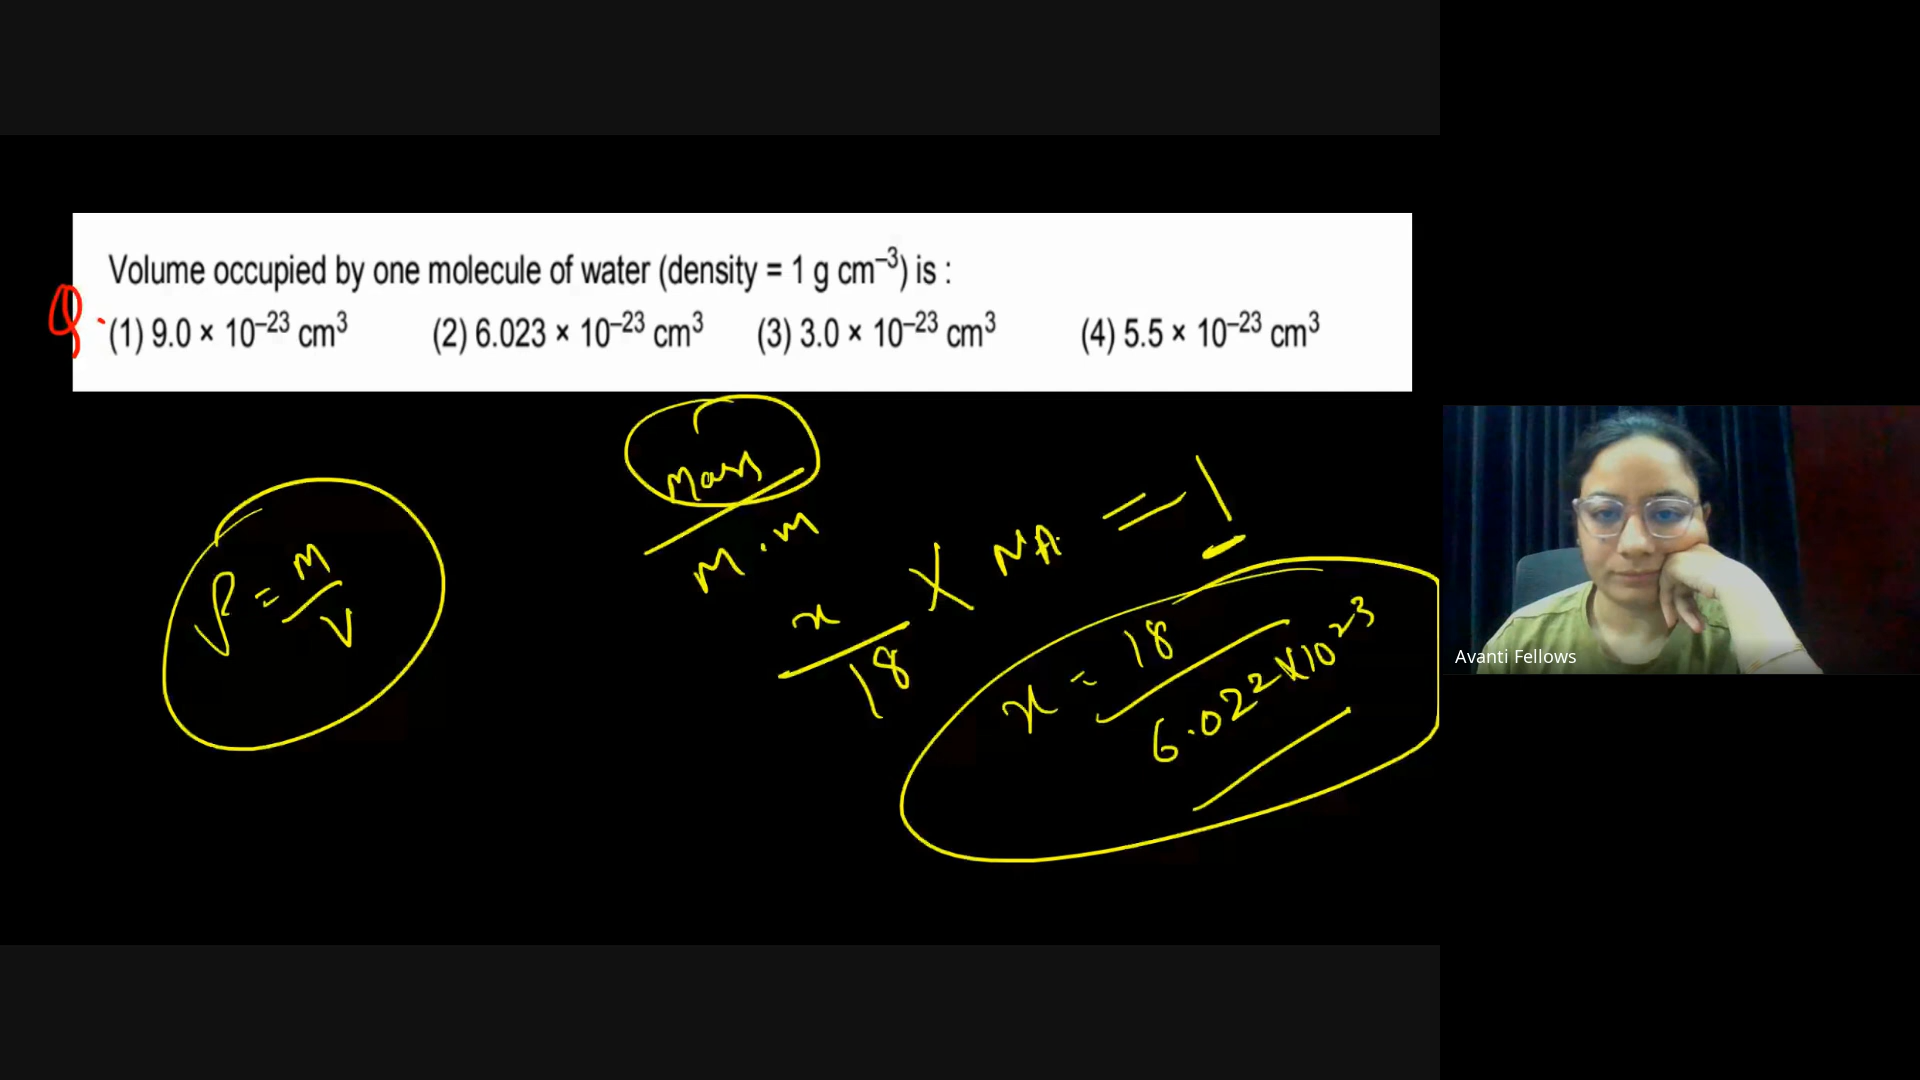 Volume occupied by one molecule of water (density = 1 g cm⁻³) is :
Q.
(1) 9.0 × 10⁻²³ cm³ (2) 6.023 × 10⁻²³ cm³ (3) 3.0 × 10⁻²³ cm³ (4) 5.5 × 10⁻²³ cm³
Mass
M.M
x/18 × NA = 1
ρ = M/V
x = 18/6.022×10²³
Avanti Fellows